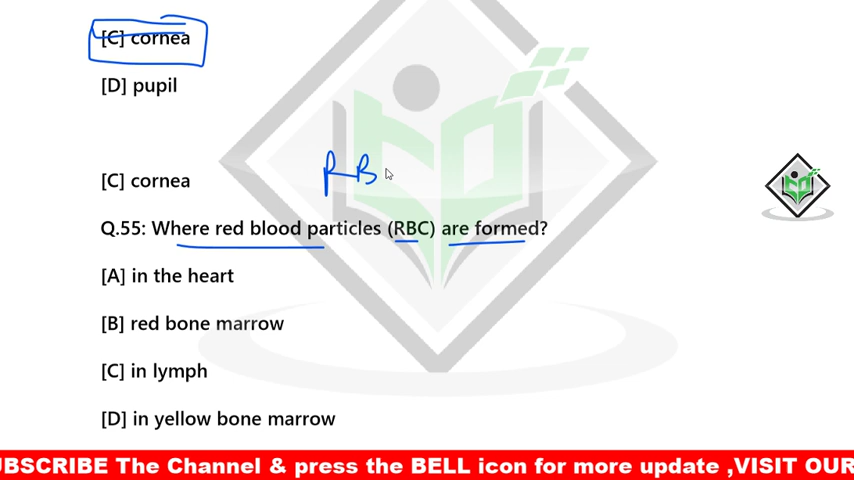 [C] cornea
[D] pupil
[C] cornea
RB
Q.55: Where red blood particles (RBC) are formed?
[A] in the heart
[B] red bone marrow
[C] in lymph
[D] in yellow bone marrow
UBSCRIBE The Channel & press the BELL icon for more update ,VISIT OUR